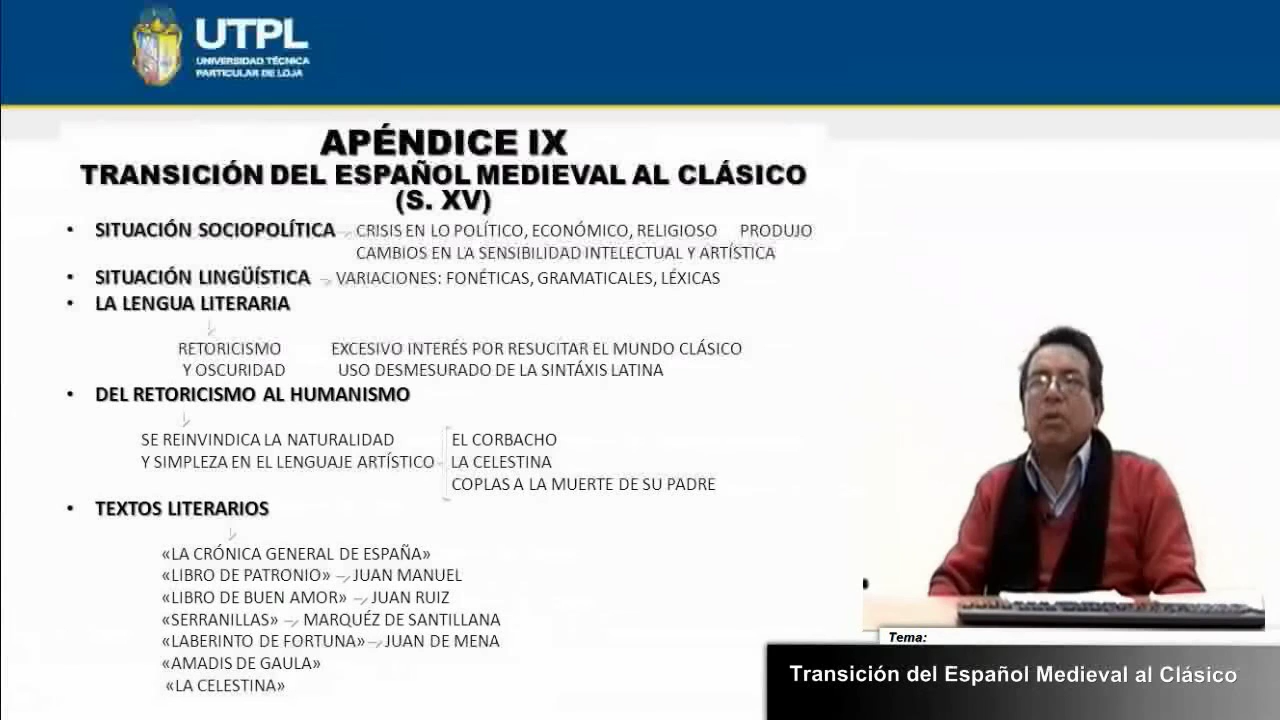 UTPL
UNIVERSIDAD TÉCNICA
PARTICULAR DE LOJA
APÉNDICE IX
TRANSICIÓN DEL ESPAÑOL MEDIEVAL AL CLÁSICO
(S. XV)
• SITUACIÓN SOCIOPOLÍTICA CRISIS EN LO POLÍTICO, ECONÓMICO, RELIGIOSO PRODUJO
CAMBIOS EN LA SENSIBILIDAD INTELECTUAL Y ARTÍSTICA
• SITUACIÓN LINGÜÍSTICA VARIACIONES: FONÉTICAS, GRAMATICALES, LÉXICAS
• LA LENGUA LITERARIA
RETORICISMO EXCESIVO INTERÉS POR RESUCITAR EL MUNDO CLÁSICO
Y OSCURIDAD USO DESMESURADO DE LA SINTÁXIS LATINA
• DEL RETORICISMO AL HUMANISMO
SE REINVINDICA LA NATURALIDAD EL CORBACHO
Y SIMPLEZA EN EL LENGUAJE ARTÍSTICO LA CELESTINA
COPLAS A LA MUERTE DE SU PADRE
• TEXTOS LITERARIOS
«LA CRÓNICA GENERAL DE ESPAÑA»
«LIBRO DE PATRONIO» JUAN MANUEL
«LIBRO DE BUEN AMOR» JUAN RUIZ
«SERRANILLAS» MARQUÉZ DE SANTILLANA
«LABERINTO DE FORTUNA» JUAN DE MENA
«AMADIS DE GAULA»
«LA CELESTINA»
Tema:
Transición del Español Medieval al Clásico